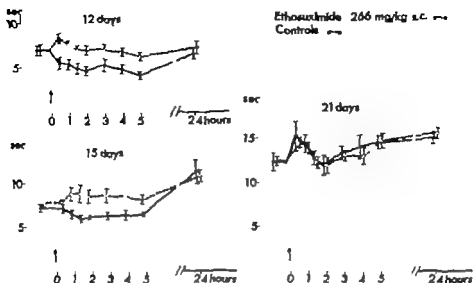 sec
10
12 days
5
0 1 2 3 4 5 24 hours
Ethosuximide 266 mg/kg s.c.
Controls
sec
15 days
10
5
0 1 2 3 4 5 24 hours
sec
21 days
15
10
5
0 1 2 3 4 5 24 hours